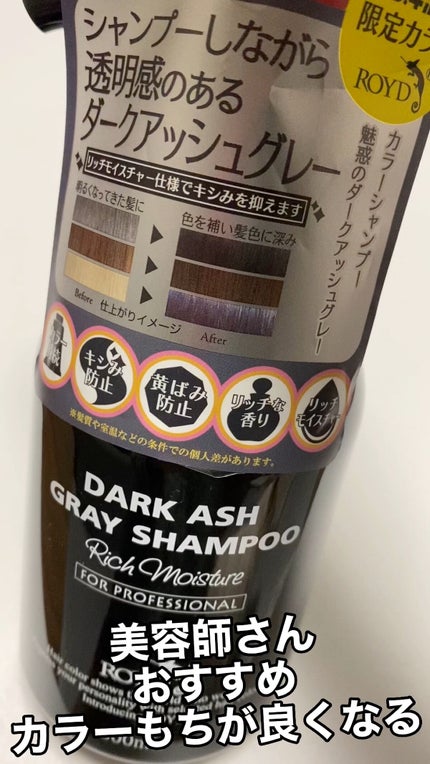 限定カラ
ROYD
シャンプーしながら
透明感のある
ダークアッシュグレー
カラーシャンプー
魅惑のダークアッシュグレー
リッチモイスチャー仕様でキシみを抑えます
明るくなってきた髪に
色を補い髪色に深み
Before 仕上がりイメージ After
キシみ
防止
黄ばみ
防止
リッチな
香り
リッチ
モイスチャー
※髪質や室温などの条件での個人差があります。
DARK ASH
GRAY SHAMPOO
Rich Moisture
FOR PROFESSIONAL
美容師さん
おすすめ
カラーもちが良くなる
Hair color shows
your personality